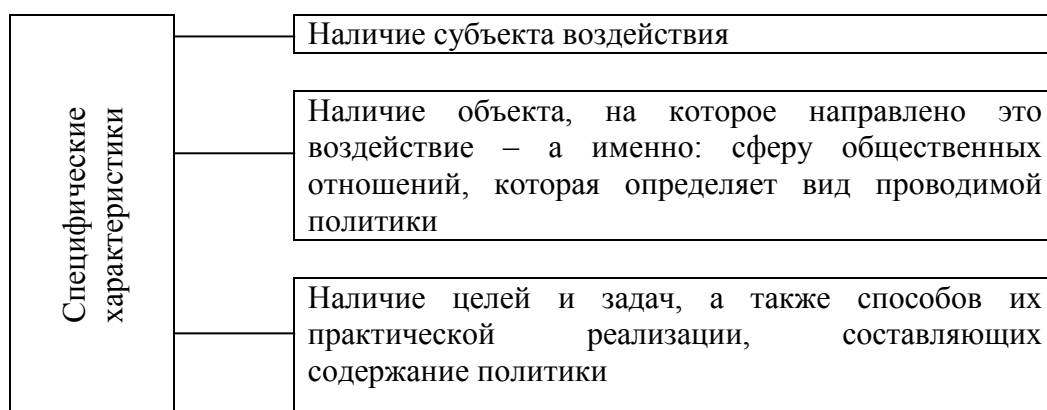 Специфические
характеристики
Наличие субъекта воздействия
Наличие объекта, на которое направлено это
воздействие – а именно: сферу общественных
отношений, которая определяет вид проводимой
политики
Наличие целей и задач, а также способов их
практической реализации, составляющих
содержание политики